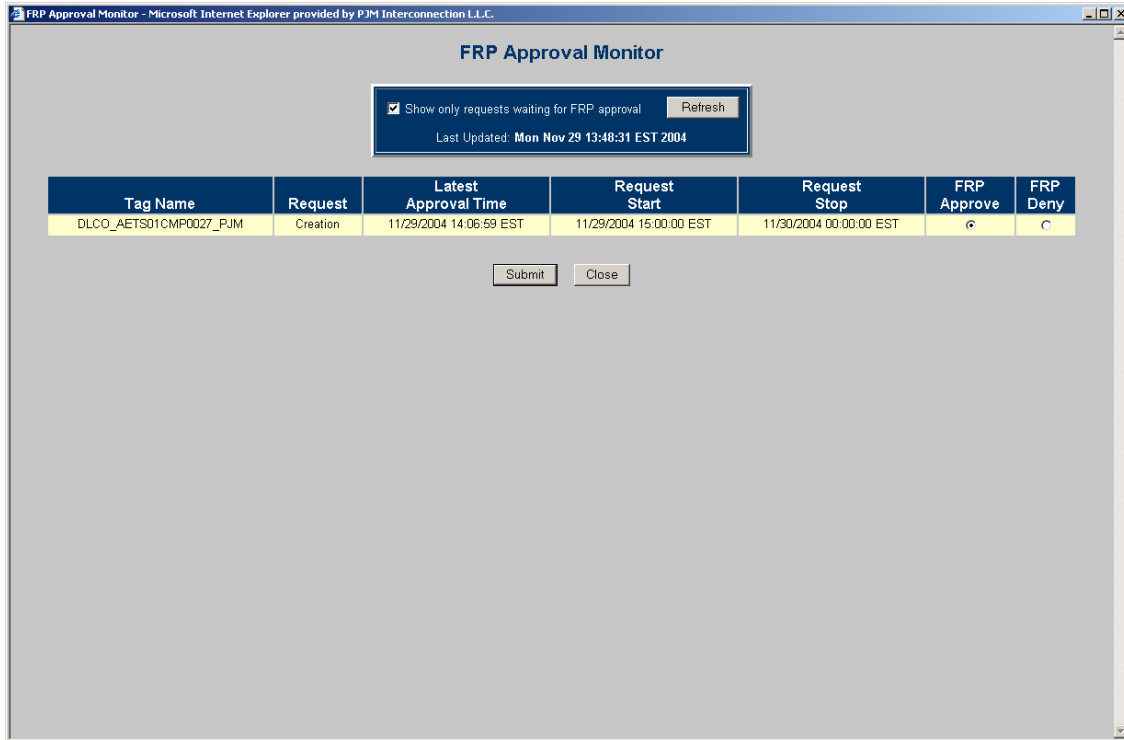 FRP Approval Monitor - Microsoft Internet Explorer provided by PJM Interconnection L.L.C.
FRP Approval Monitor
Show only requests waiting for FRP approval Refresh
Last Updated: Mon Nov 29 13:48:31 EST 2004
Tag Name Request Latest Approval Time Request Start Request Stop FRP Approve FRP Deny
DLCO_AETS01CMP0027_PJM Creation 11/29/2004 14:06:59 EST 11/29/2004 15:00:00 EST 11/30/2004 00:00:00 EST
Submit Close